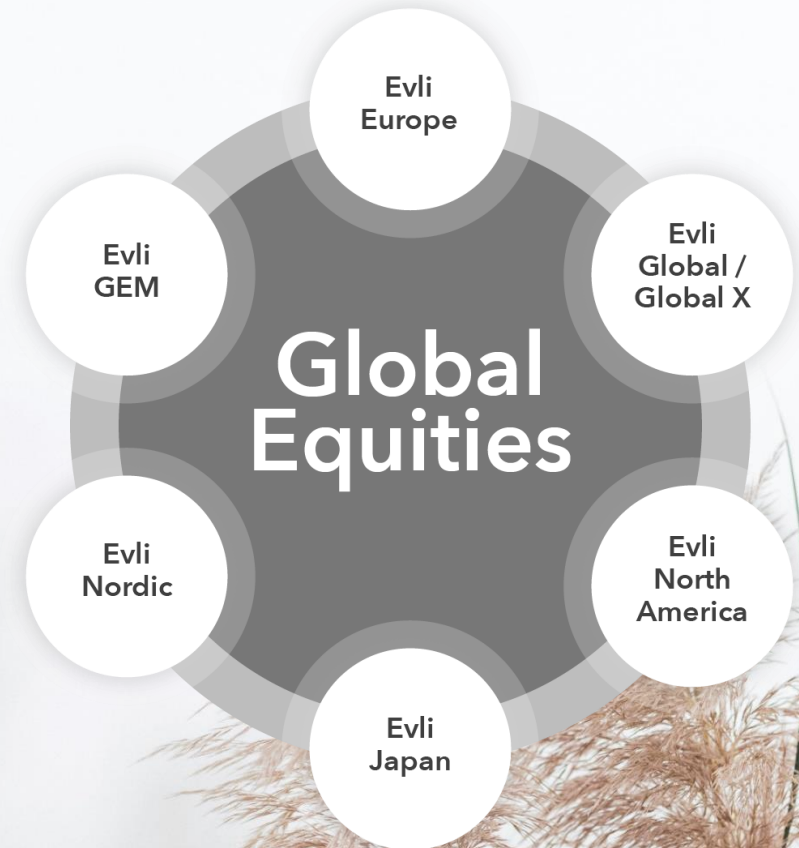 Evli
Europe
Evli
Global /
Global X
Evli
North
America
Evli
Japan
Evli
Nordic
Evli
GEM
Global
Equities